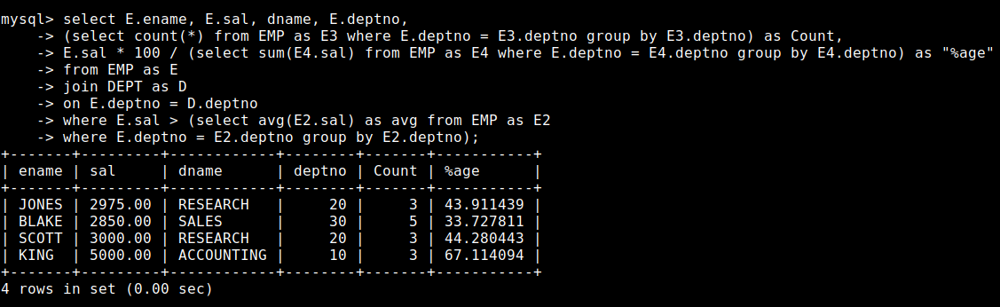 mysql> select E.ename, E.sal, dname, E.deptno,
    -> (select count(*) from EMP as E3 where E.deptno = E3.deptno group by E3.deptno) as Count,
    -> E.sal * 100 / (select sum(E4.sal) from EMP as E4 where E.deptno = E4.deptno group by E4.deptno) as "%age"
    -> from EMP as E
    -> join DEPT as D
    -> on E.deptno = D.deptno
    -> where E.sal > (select avg(E2.sal) as avg from EMP as E2
    -> where E.deptno = E2.deptno group by E2.deptno);
+-------+---------+------------+--------+-------+-----------+
| ename | sal     | dname      | deptno | Count | %age      |
+-------+---------+------------+--------+-------+-----------+
| JONES | 2975.00 | RESEARCH   |     20 |     3 | 43.911439 |
| BLAKE | 2850.00 | SALES      |     30 |     5 | 33.727811 |
| SCOTT | 3000.00 | RESEARCH   |     20 |     3 | 44.280443 |
| KING  | 5000.00 | ACCOUNTING |     10 |     3 | 67.114094 |
+-------+---------+------------+--------+-------+-----------+
4 rows in set (0.00 sec)